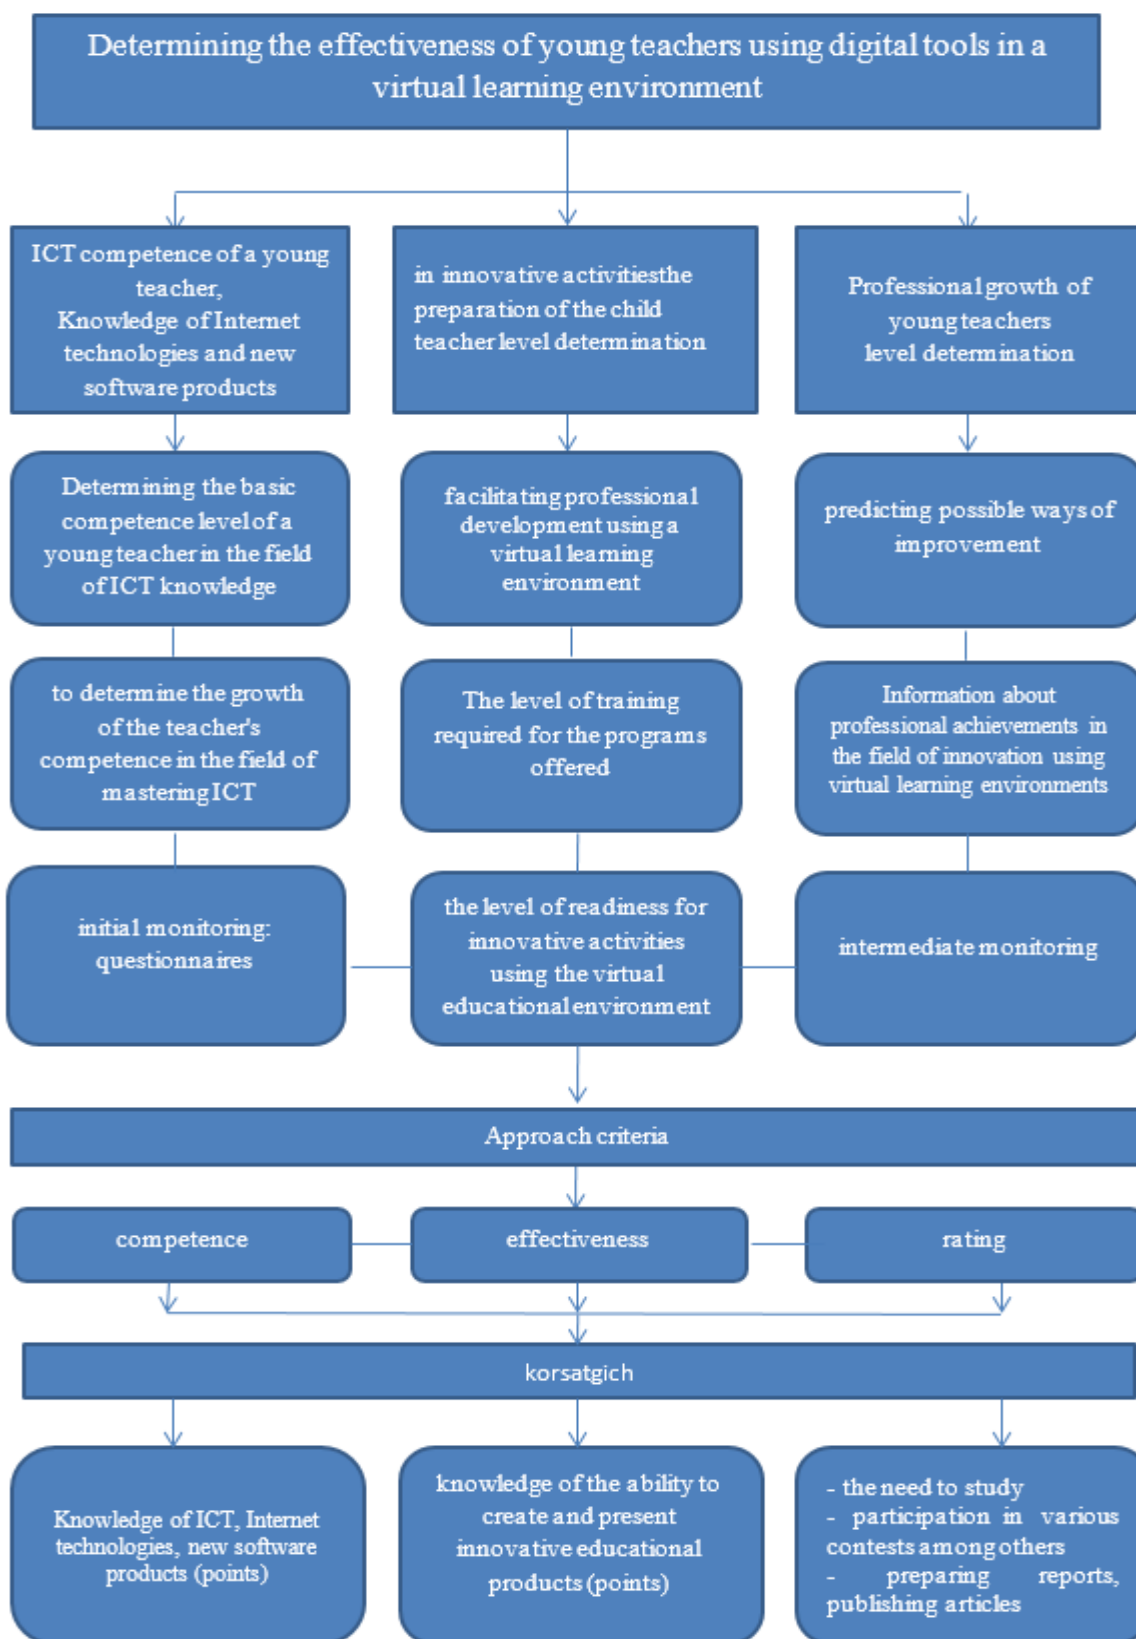 Determining the effectiveness of young teachers using digital tools in a
virtual learning environment
ICT competence of a young
teacher,
Knowledge of Internet
technologies and new
software products
in innovative activitiesthe
preparation of the child
teacher level determination
Professional growth of
young teachers
level determination
Determining the basic
competence level of a
young teacher in the field
of ICT knowledge
facilitating professional
development using a
virtual learning
environment
predicting possible ways of
improvement
to determine the growth
of the teacher's
competence in the field of
mastering ICT
The level of training
required for the programs
offered
Information about
professional achievements in
the field of innovation using
virtual learning environments
initial monitoring:
questionnaires
the level of readiness for
innovative activities
using the virtual
educational environment
intermediate monitoring
Approach criteria
competence
effectiveness
rating
korsatgich
Knowledge of ICT, Internet
technologies, new software
products (points)
knowledge of the ability to
create and present
innovative educational
products (points)
- the need to study
- participation in various
contests among others
- preparing reports,
publishing articles